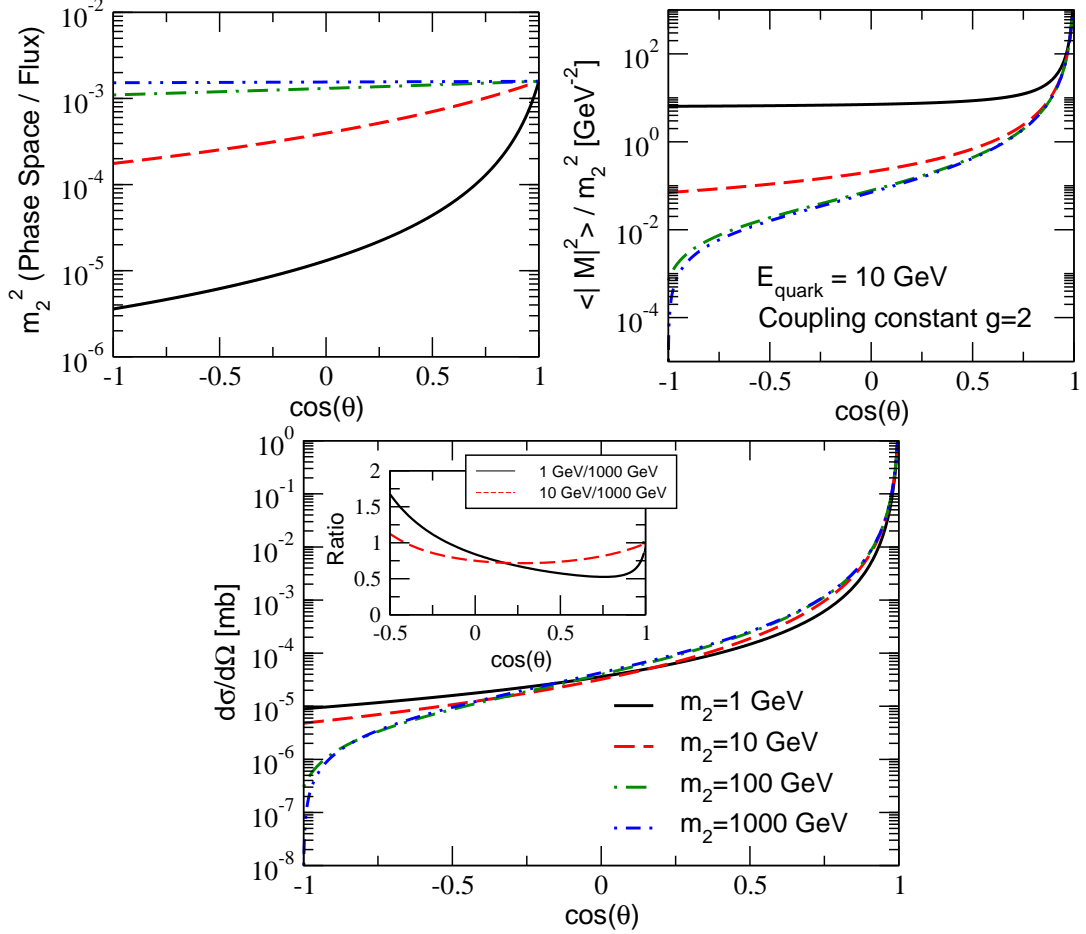 10^-2
10^-3
10^-4
10^-5
10^-6
m_2^2 (Phase Space / Flux)
-1 -0.5 0 0.5 1
cos(θ)
10^2
10^0
10^-2
10^-4
<| M|^2> / m_2^2 [GeV^-2]
E_quark = 10 GeV
Coupling constant g=2
-1 -0.5 0 0.5 1
cos(θ)
10^0
10^-1
10^-2
10^-3
10^-4
10^-5
10^-6
10^-7
10^-8
dσ/dΩ [mb]
1 GeV/1000 GeV
10 GeV/1000 GeV
2
1.5
1
0.5
0
Ratio
-0.5 0 0.5 1
cos(θ)
m_2=1 GeV
m_2=10 GeV
m_2=100 GeV
m_2=1000 GeV
-1 -0.5 0 0.5 1
cos(θ)